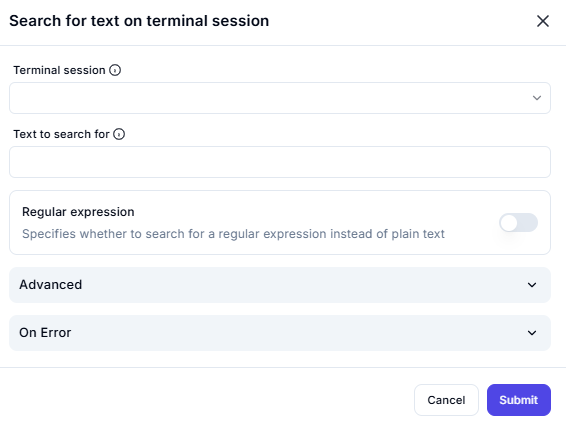 Search for text on terminal session
Terminal session
Text to search for
Regular expression
Specifies whether to search for a regular expression instead of plain text
Advanced
On Error
Cancel
Submit